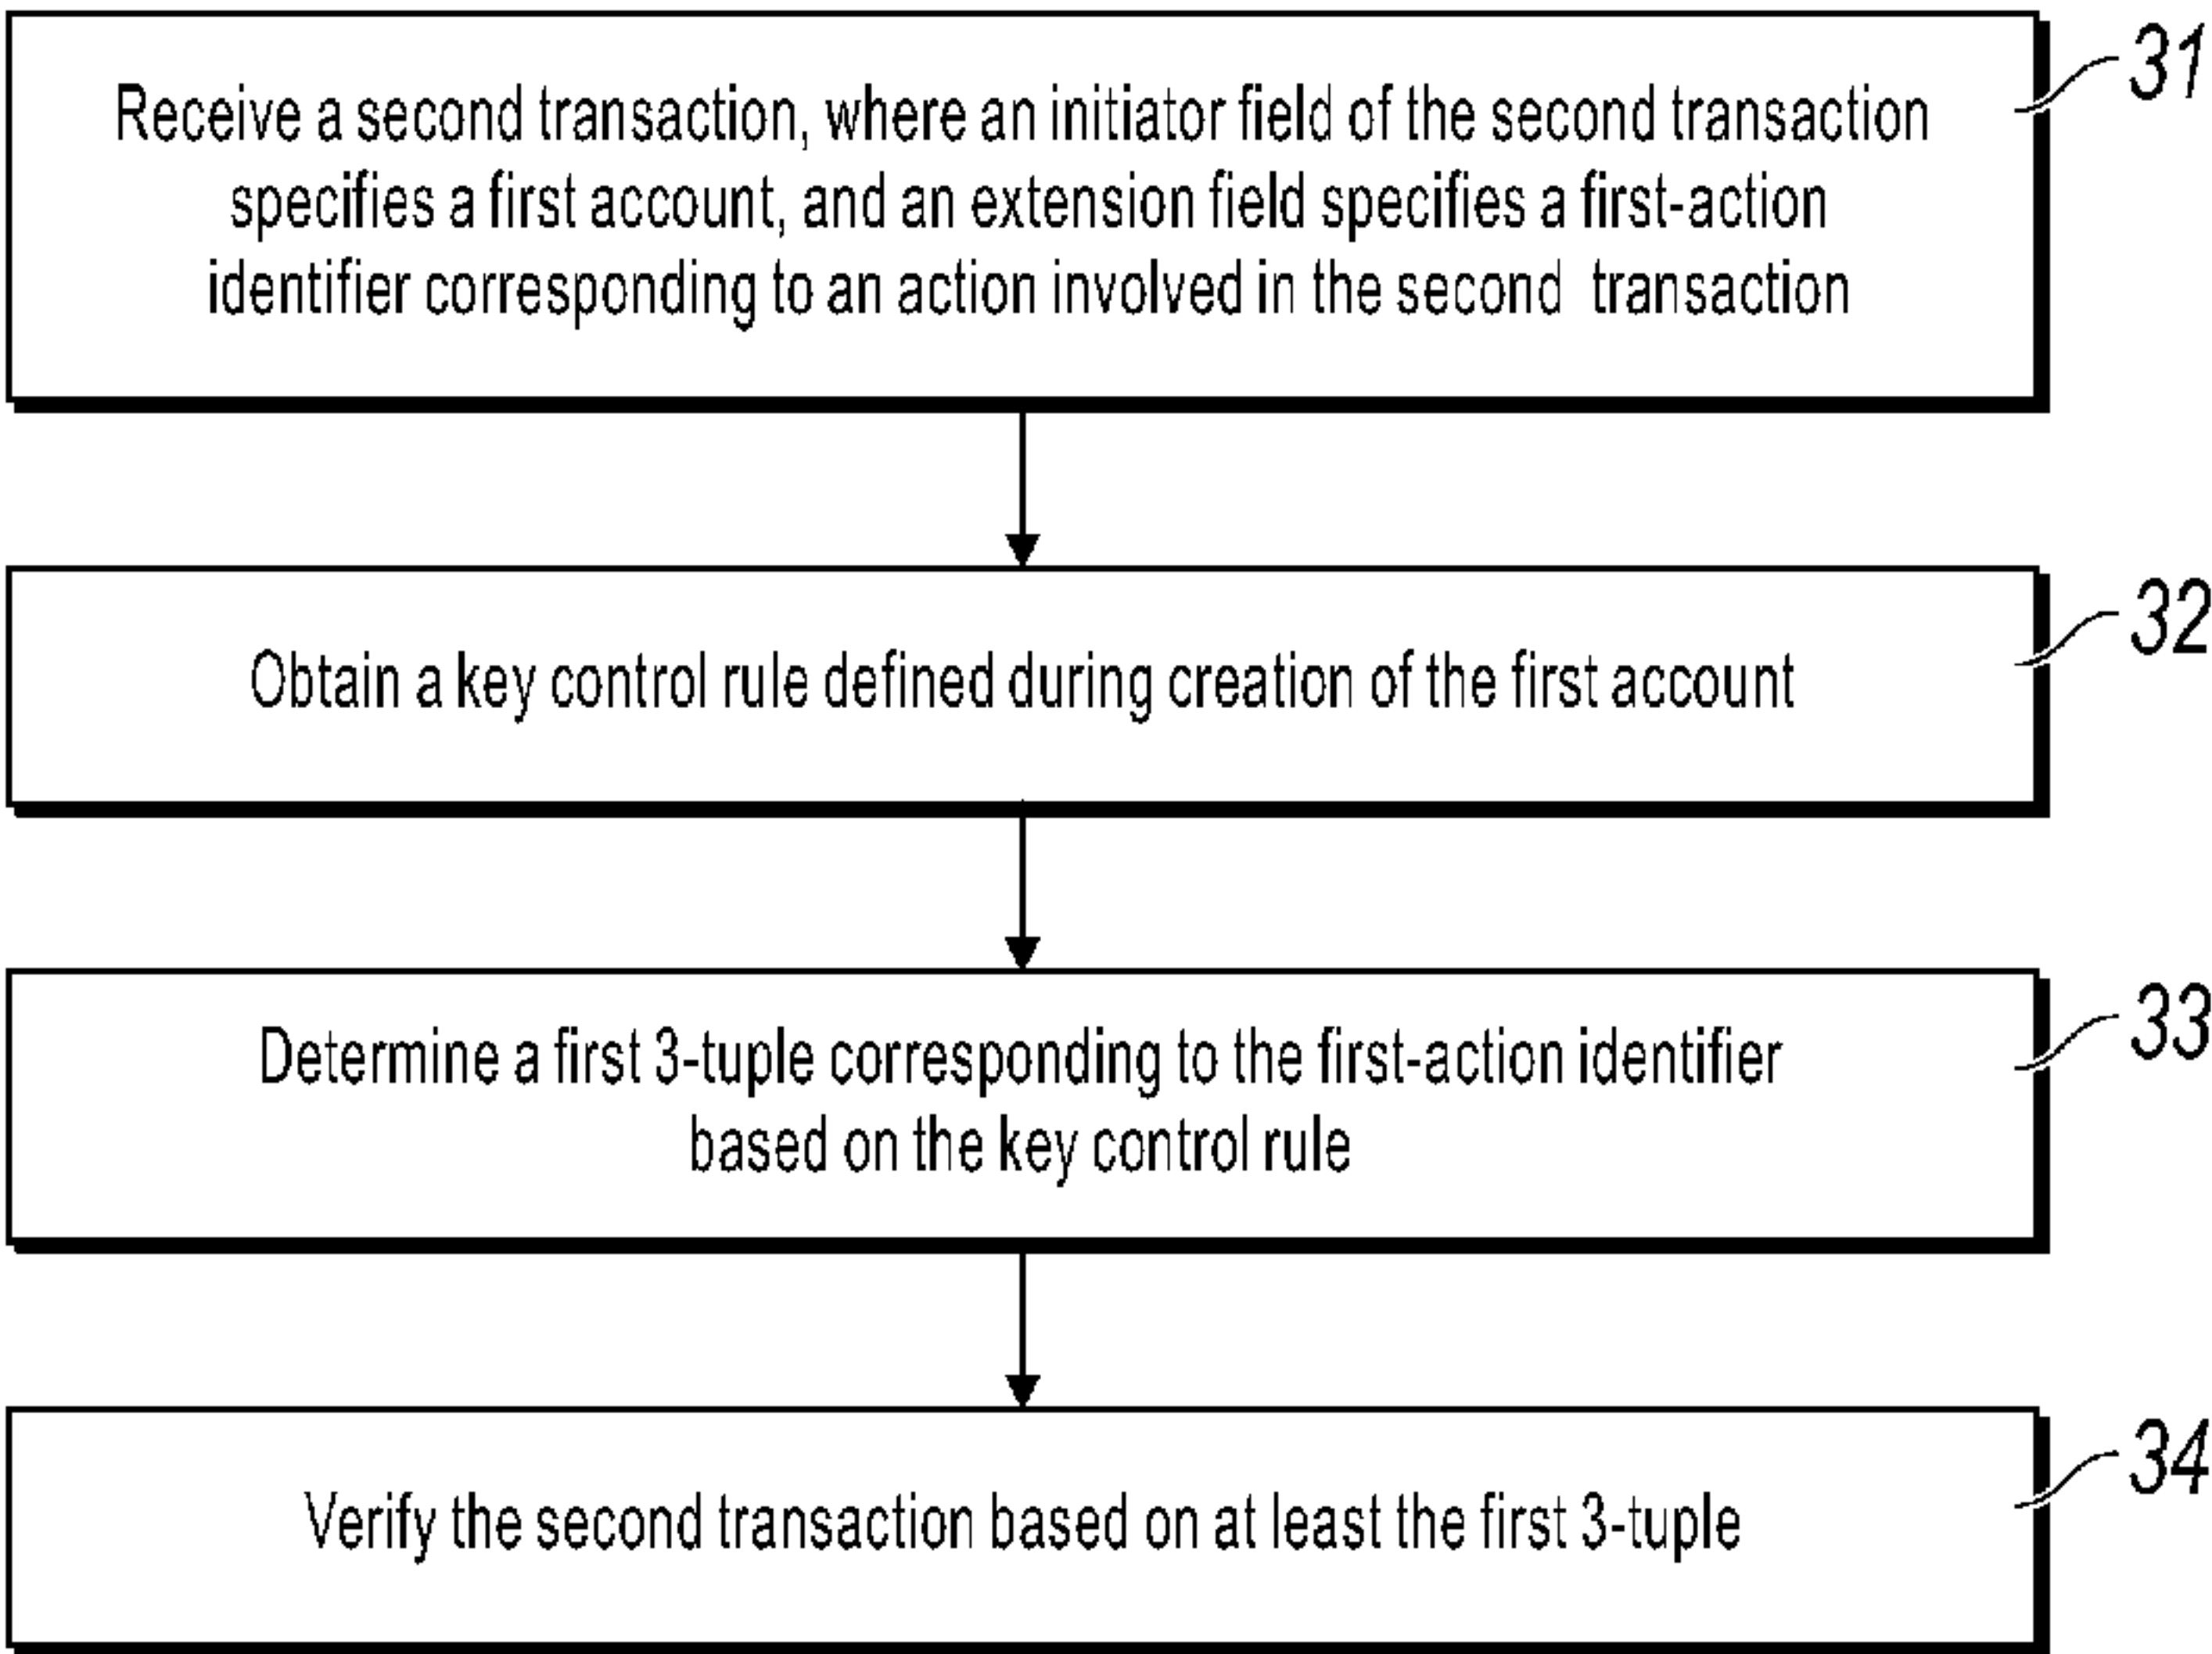 Receive a second transaction, where an initiator field of the second transaction
specifies a first account, and an extension field specifies a first-action
identifier corresponding to an action involved in the second transaction
31
Obtain a key control rule defined during creation of the first account
32
Determine a first 3-tuple corresponding to the first-action identifier
based on the key control rule
33
Verify the second transaction based on at least the first 3-tuple
34